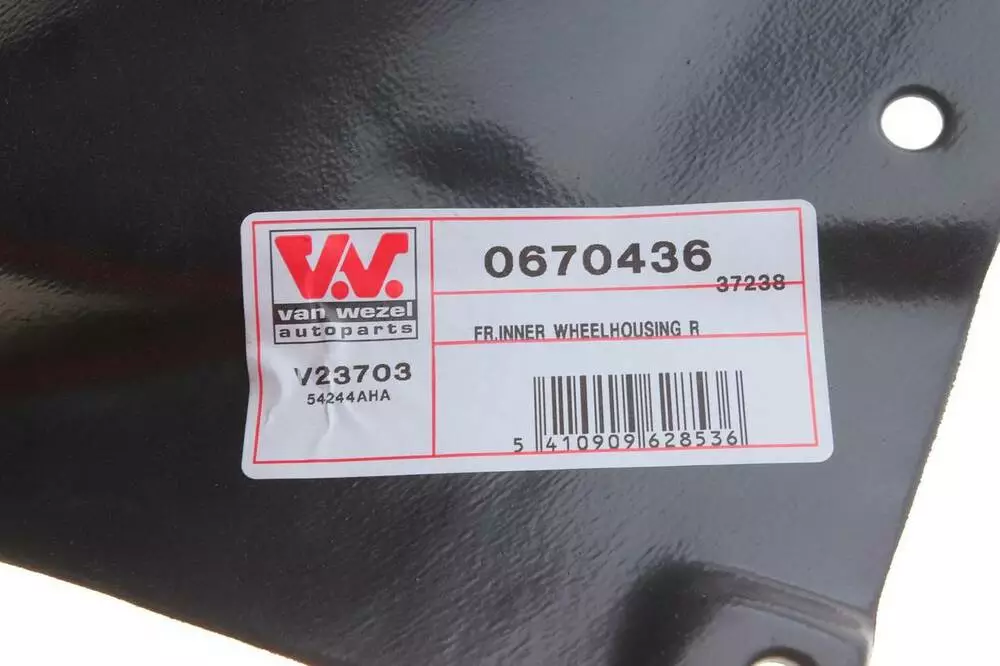 V.V.
van wezel
autoparts
V23703
54244AHA
0670436
37238
FR.INNER WHEELHOUSING R
5 410909 628536